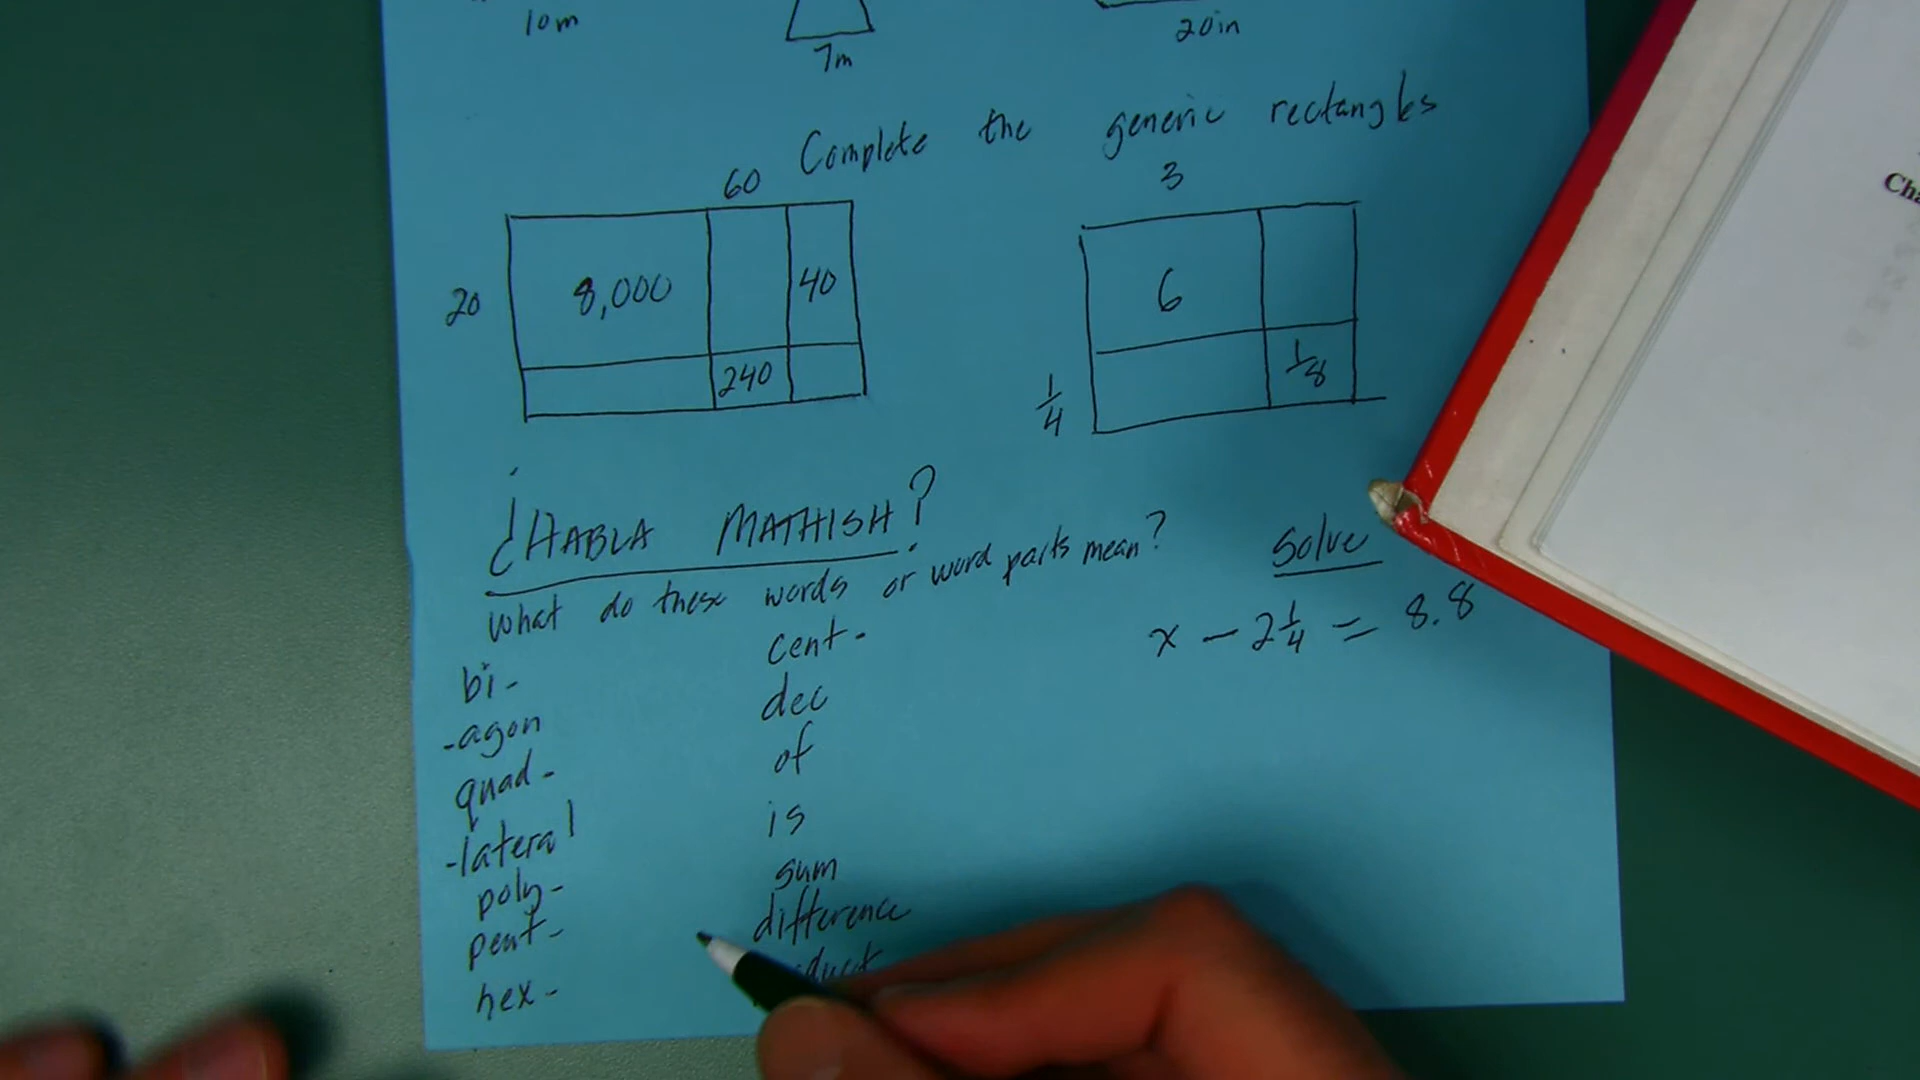 10m
7m
20in
Complete the generic rectangles
60
3
20
8,000
40
240
6
1/4
1/8
¿HABLA MATHISH?
What do these words or word parts mean?
bi-
-agon
quad-
-lateral
poly-
pent-
hex-
cent-
dec
of
is
sum
difference
Solve
x - 2 1/4 = 8.8